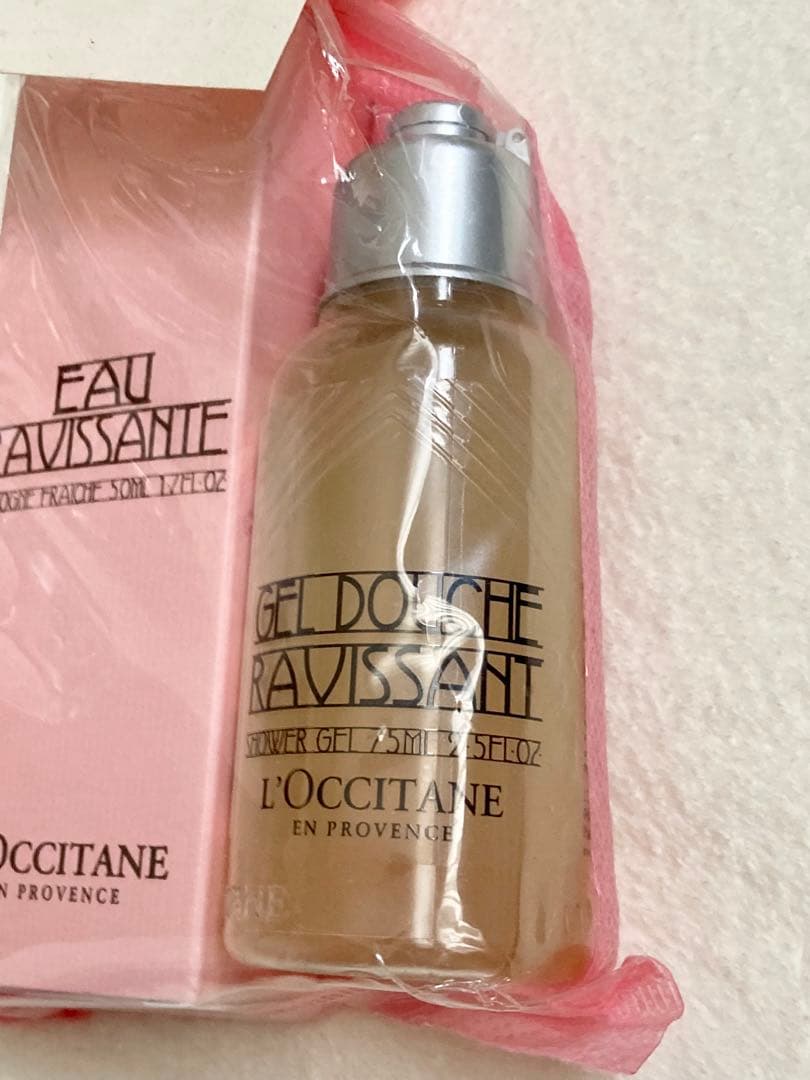 EAU
RAVISSANTE
OGNE FRAICHE 50ML 1.7FL·OZ
OCCITANE
EN PROVENCE
GEL DOUCHE
RAVISSANT
SHOWER GEL 75ML 2·5FL·OZ
L'OCCITANE
EN PROVENCE